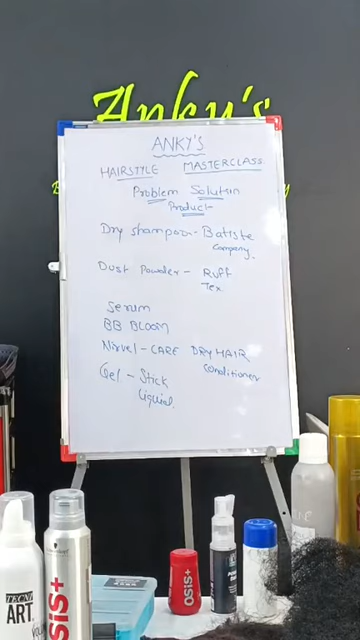 Anky's
ANKY'S
HAIRSTYLE MASTERCLASS
Problem Solution
Product
Dry shampoo - Batiste
Company.
Dust Powder - Ruff
Tex
Serum
BB BLOOM
Nirvel - CARE DRY HAIR
Conditioner
Gel - Stick
Liquid.
TECNI
ART
OSiS+
OSiS+